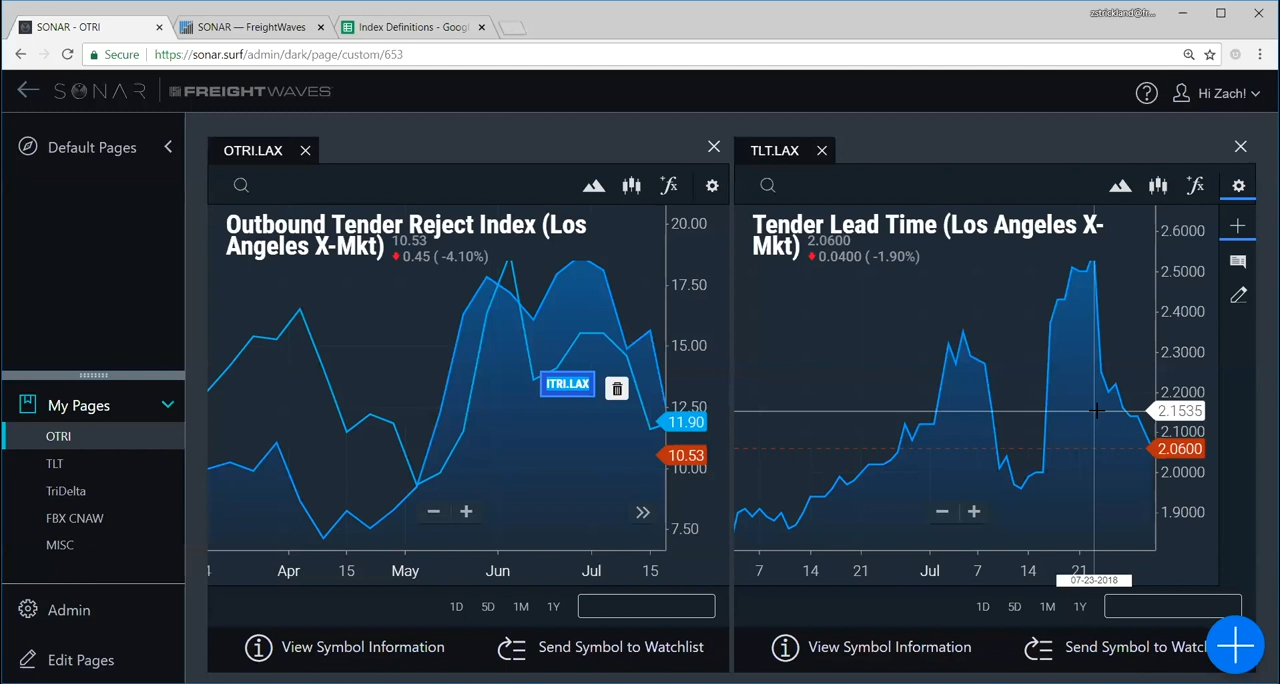 SONAR - OTRI
SONAR — FreightWaves
Index Definitions - Goog
Secure
https://sonar.surf/admin/dark/page/custom/653
SONAR
FREIGHTWAVES
Hi Zach!
Default Pages
My Pages
OTRI
TLT
TriDelta
FBX CNAW
MISC
Admin
Edit Pages
OTRI.LAX
Outbound Tender Reject Index (Los
Angeles X-Mkt)
10.53
0.45 ( -4.10%)
20.00
17.50
15.00
12.50
11.90
10.53
10.00
7.50
ITRI.LAX
Apr
15
May
Jun
Jul
15
1D
5D
1M
1Y
View Symbol Information
Send Symbol to Watchlist
TLT.LAX
Tender Lead Time (Los Angeles X-
Mkt)
2.0600
0.0400 ( -1.90%)
2.6000
2.5000
2.4000
2.3000
2.2000
2.1535
2.1000
2.0600
2.0000
1.9000
7
14
21
Jul
7
14
21
07-23-2018
1D
5D
1M
1Y
View Symbol Information
Send Symbol to Watcl